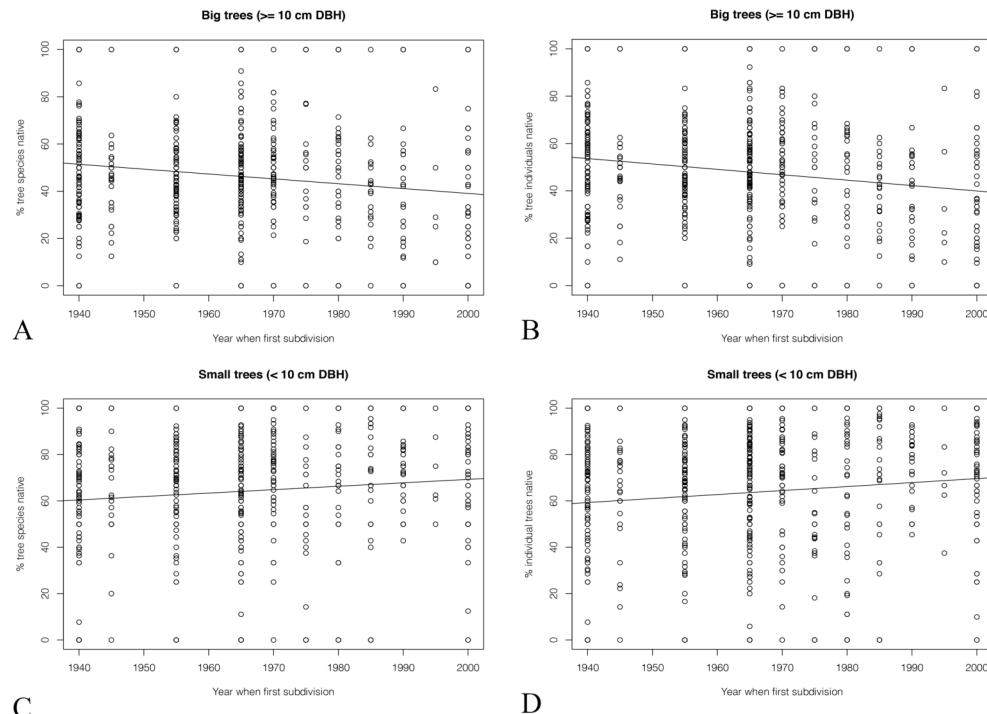 Big trees (>= 10 cm DBH)
% tree species native
100
80
60
40
20
0
1940 1950 1960 1970 1980 1990 2000
Year when first subdivision
A
Big trees (>= 10 cm DBH)
% tree individuals native
100
80
60
40
20
0
1940 1950 1960 1970 1980 1990 2000
Year when first subdivision
B
Small trees (< 10 cm DBH)
% tree species native
100
80
60
40
20
0
1940 1950 1960 1970 1980 1990 2000
Year when first subdivision
C
Small trees (< 10 cm DBH)
% individual trees native
100
80
60
40
20
0
1940 1950 1960 1970 1980 1990 2000
Year when first subdivision
D